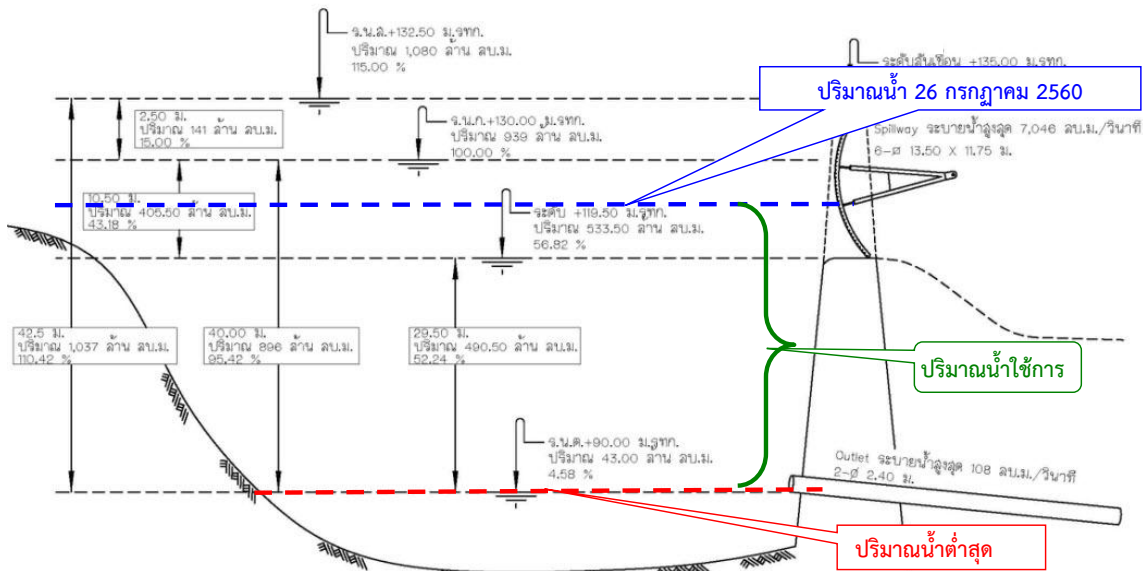 ร.น.ส.+132.50 ม.รทก.
ปริมาณ 1,080 ล้าน ลบ.ม.
115.00 %
ระดับสันเขื่อน +135.00 ม.รทก.
ปริมาณน้ำ 26 กรกฏาคม 2560
2.50 ม.
ปริมาณ 141 ล้าน ลบ.ม.
15.00 %
ร.น.ก.+130.00 ม.รทก.
ปริมาณ 939 ล้าน ลบ.ม.
100.00 %
Spillway ระบายน้ำสูงสุด 7,046 ลบ.ม./วินาที
6-Ø 13.50 X 11.75 ม.
10.50 ม.
ปริมาณ 405.50 ล้าน ลบ.ม.
43.18 %
ระดับ +119.50 ม.รทก.
ปริมาณ 533.50 ล้าน ลบ.ม.
56.82 %
42.5 ม.
ปริมาณ 1,037 ล้าน ลบ.ม.
110.42 %
40.00 ม.
ปริมาณ 896 ล้าน ลบ.ม.
95.42 %
29.50 ม.
ปริมาณ 490.50 ล้าน ลบ.ม.
52.24 %
ปริมาณน้ำใช้การ
ร.น.ต.+90.00 ม.รทก.
ปริมาณ 43.00 ล้าน ลบ.ม.
4.58 %
Outlet ระบายน้ำสูงสุด 108 ลบ.ม./วินาที
2-Ø 2.40 ม.
ปริมาณน้ำต่ำสุด